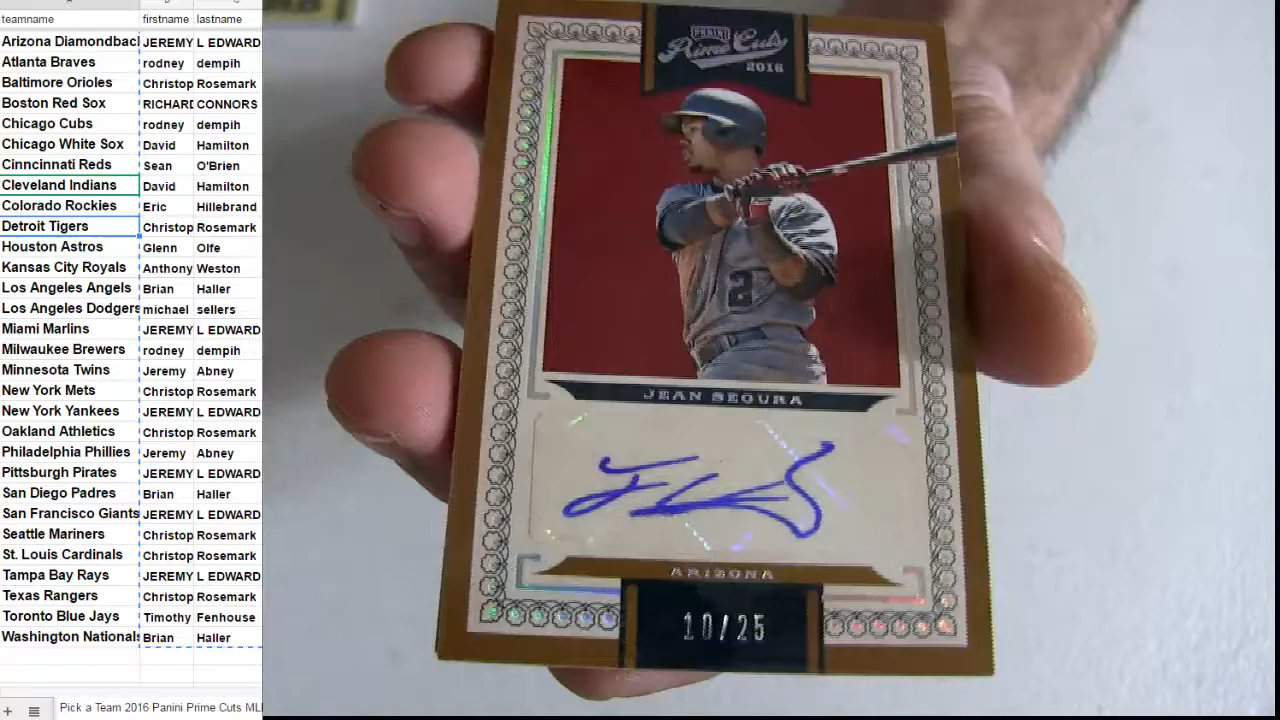 teamname firstname lastname
Arizona Diamondbac JEREMY L EDWARD
Atlanta Braves rodney dempih
Baltimore Orioles Christop Rosemark
Boston Red Sox RICHARD CONNORS
Chicago Cubs rodney dempih
Chicago White Sox David Hamilton
Cinncinnati Reds Sean O'Brien
Cleveland Indians David Hamilton
Colorado Rockies Eric Hillebrand
Detroit Tigers Christop Rosemark
Houston Astros Glenn Olfe
Kansas City Royals Anthony Weston
Los Angeles Angels Brian Haller
Los Angeles Dodgers michael sellers
Miami Marlins JEREMY L EDWARD
Milwaukee Brewers rodney dempih
Minnesota Twins Jeremy Abney
New York Mets Christop Rosemark
New York Yankees JEREMY L EDWARD
Oakland Athletics Christop Rosemark
Philadelphia Phillies Jeremy Abney
Pittsburgh Pirates JEREMY L EDWARD
San Diego Padres Brian Haller
San Francisco Giants JEREMY L EDWARD
Seattle Mariners Christop Rosemark
St. Louis Cardinals Christop Rosemark
Tampa Bay Rays JEREMY L EDWARD
Texas Rangers Christop Rosemark
Toronto Blue Jays Timothy Fenhouse
Washington Nationals Brian Haller
Pick a Team 2016 Panini Prime Cuts ML
PANINI
Prime Cuts
2016
2
JEAN SEGURA
ARIZONA
10/25